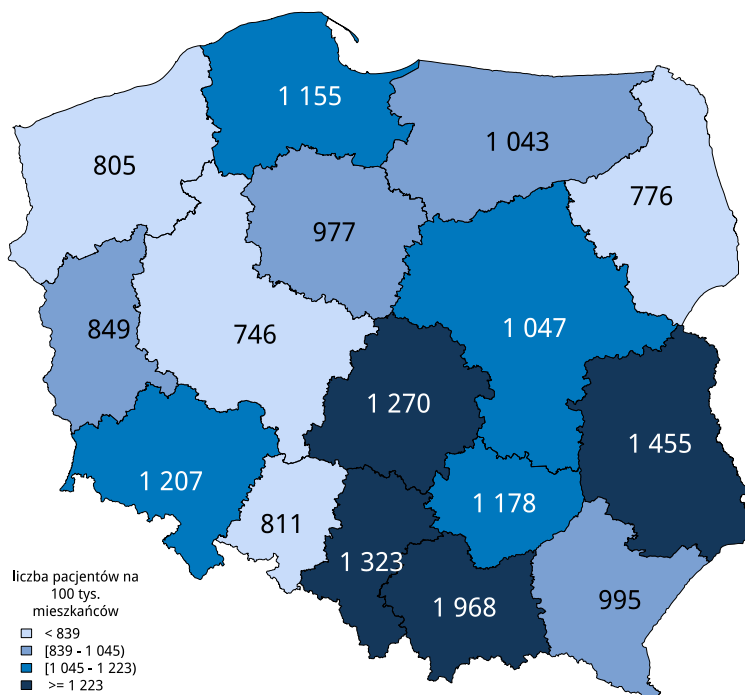 1 155
1 043
805
776
977
849
746
1 047
1 270
1 455
1 207
1 178
811
1 323
1 968
995
liczba pacjentów na
100 tys.
mieszkańców
< 839
[839 - 1 045)
[1 045 - 1 223)
>= 1 223